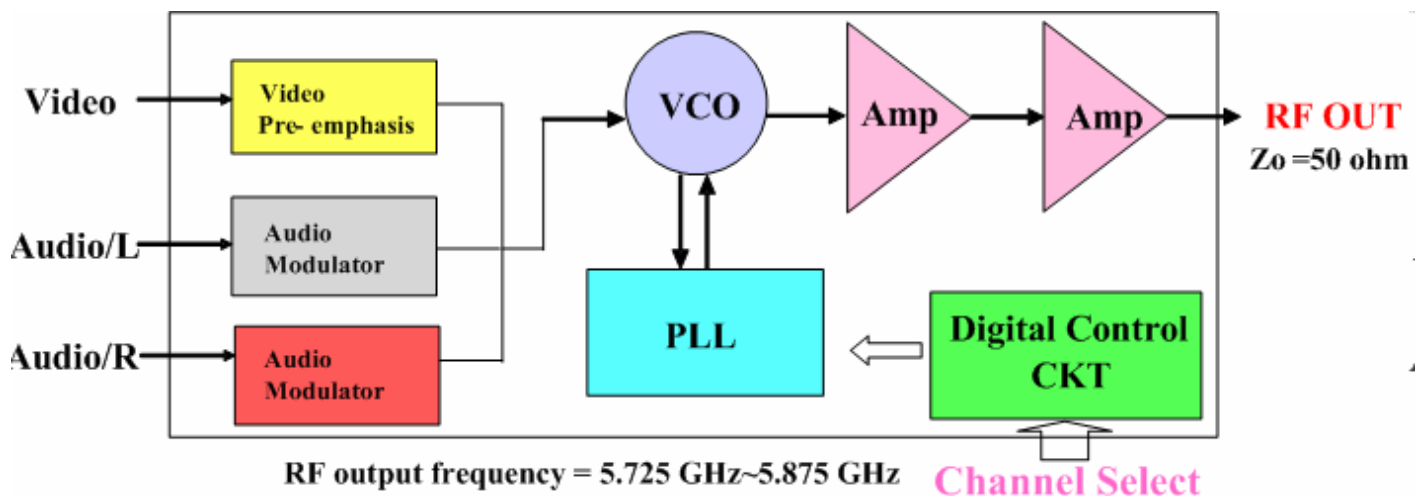 Video
Video
Pre- emphasis
VCO
Amp
Amp
RF OUT
Zo =50 ohm
Audio/L
Audio
Modulator
Audio/R
Audio
Modulator
PLL
Digital Control
CKT
RF output frequency = 5.725 GHz~5.875 GHz
Channel Select